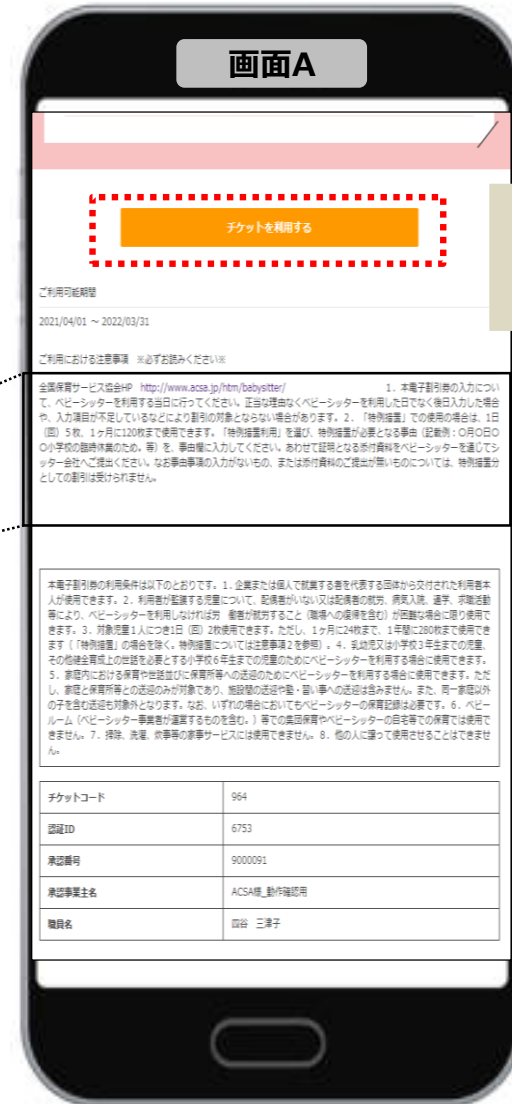 画面A
チケットを利用する
ご利用可能期間
2021/04/01 ～ 2022/03/31
ご利用における注意事項　※必ずお読みください※
全国保育サービス協会HP　http://www.acsa.jp/htm/babysitter/　1．本電子割引券の入力につい
て、ベビーシッターを利用する当日に行ってください。正当な理由なくベビーシッターを利用した日でなく後日入力した場合
や、入力項目が不足しているなどにより割引の対象とならない場合があります。2．「特例措置」での使用の場合は、1日
（回）5枚、1ヶ月に120枚まで使用できます。「特例措置利用」を選び、特例措置が必要となる事由（記載例：○月○日○
○小学校の臨時休業のため。等）を、事由欄に入力してください。あわせて証明となる添付資料をベビーシッターを通じてシ
ッター会社へご提出ください。なお事由事項の入力がないもの、または添付資料のご提出が無いものについては、特例措置分
としての割引は受けられません。
本電子割引券の利用条件は以下のとおりです。1．企業または個人で就業する者を代表する団体から交付された利用者本
人が使用できます。2．利用者が監護する児童について、配偶者がいない又は配偶者の就労、病気入院、通学、求職活動
等により、ベビーシッターを利用しなければ労　働者が就労すること（職場への復帰を含む）が困難な場合に限り使用で
きます。3．対象児童1人につき1日（回）2枚使用できます。ただし、1ヶ月に24枚まで、1年間に280枚まで使用でき
ます（「特例措置」の場合を除く。特例措置については注意事項2を参照）。4．乳幼児又は小学校3年生までの児童、
その他健全育成上の世話を必要とする小学校6年生までの児童のためにベビーシッターを利用する場合に使用できます。
5．家庭内における保育や世話並びに保育所等への送迎のためにベビーシッターを利用する場合に使用できます。ただ
し、家庭と保育所等との送迎のみが対象であり、施設間の送迎や塾・習い事への送迎は含みません。また、同一家庭以外
の子を含む送迎も対象外となります。なお、いずれの場合においてもベビーシッターの保育記録は必要です。6．ベビー
ルーム（ベビーシッター事業者が運営するものを含む。）等での集団保育やベビーシッターの自宅等での保育では使用で
きません。7．掃除、洗濯、炊事等の家事サービスには使用できません。8．他の人に譲って使用させることはできませ
ん。
チケットコード　964
認証ID　6753
承認番号　9000091
承認事業主名　ACSA様_動作確認用
職員名　四谷　三津子